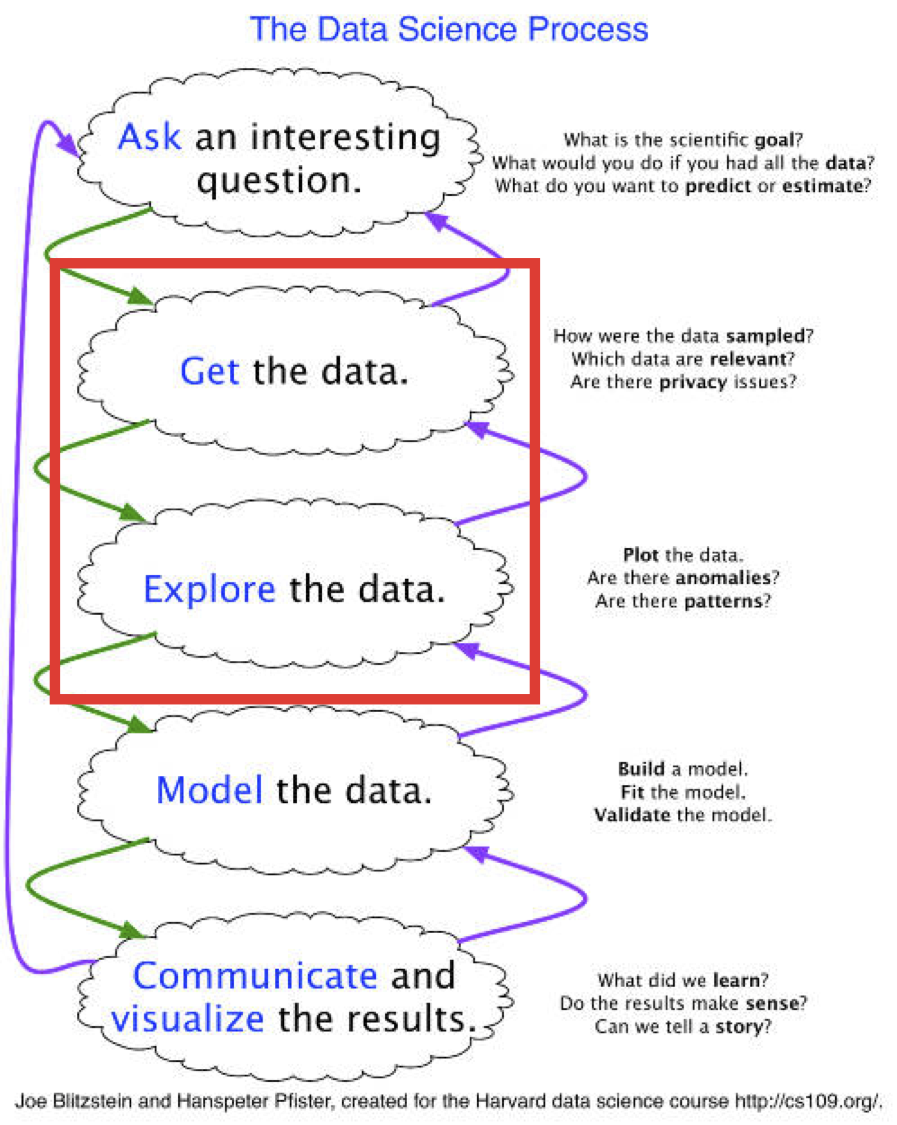 The Data Science Process
Ask an interesting
question.
What is the scientific goal?
What would you do if you had all the data?
What do you want to predict or estimate?
Get the data.
How were the data sampled?
Which data are relevant?
Are there privacy issues?
Explore the data.
Plot the data.
Are there anomalies?
Are there patterns?
Model the data.
Build a model.
Fit the model.
Validate the model.
Communicate and
visualize the results.
What did we learn?
Do the results make sense?
Can we tell a story?
Joe Blitzstein and Hanspeter Pfister, created for the Harvard data science course http://cs109.org/.